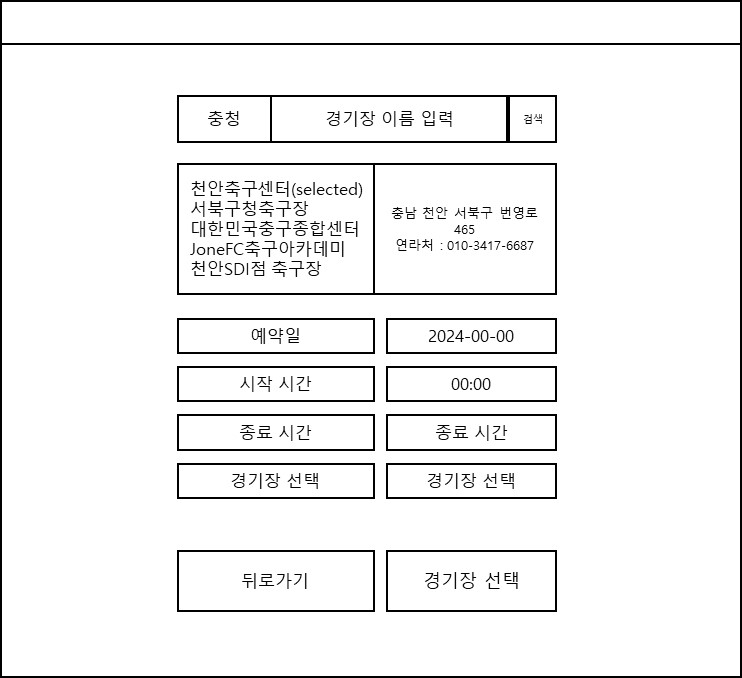 충청
경기장 이름 입력
검색
천안축구센터(selected)
서북구청축구장
대한민국충구종합센터
JoneFC축구아카데미
천안SDI점 축구장
충남 천안 서북구 번영로
465
연라처 : 010-3417-6687
예약일
2024-00-00
시작 시간
00:00
종료 시간
종료 시간
경기장 선택
경기장 선택
뒤로가기
경기장 선택